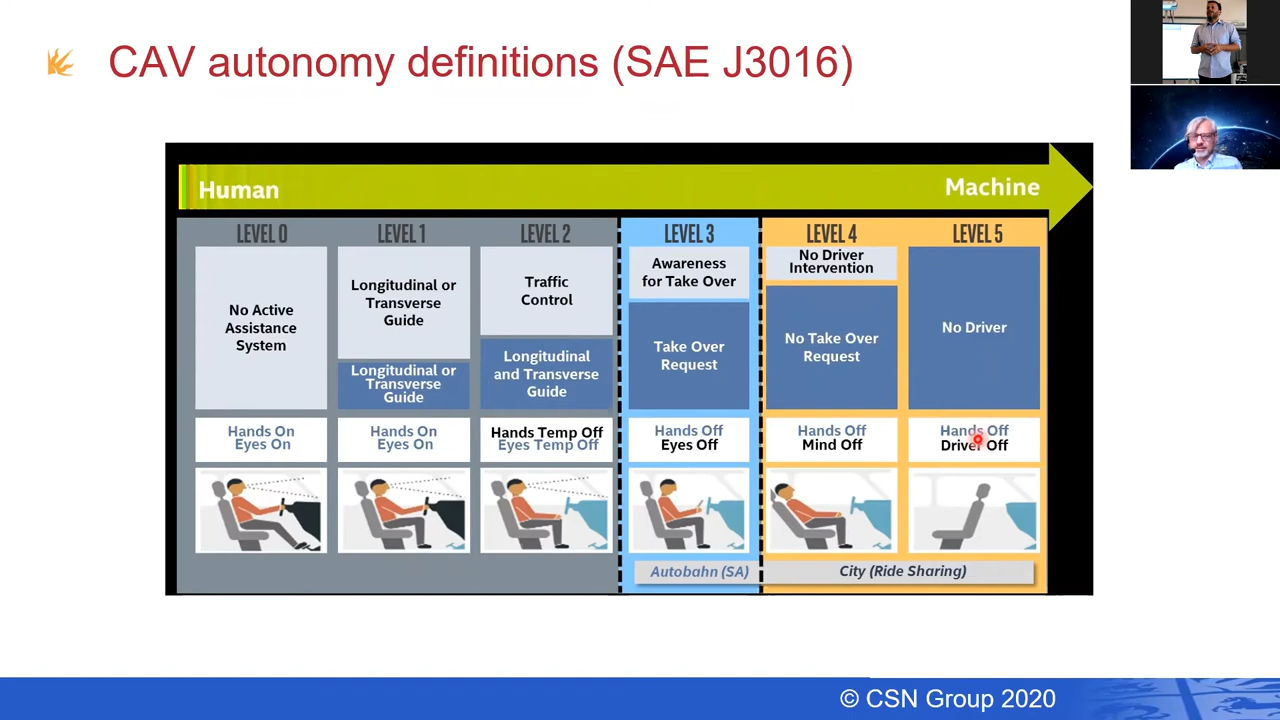 CAV autonomy definitions (SAE J3016)
Human
Machine
LEVEL 0
LEVEL 1
LEVEL 2
LEVEL 3
LEVEL 4
LEVEL 5
No Active
Assistance
System
Longitudinal or
Transverse
Guide
Longitudinal or
Transverse
Guide
Traffic
Control
Longitudinal
and Transverse
Guide
Awareness
for Take Over
Take Over
Request
No Driver
Intervention
No Take Over
Request
No Driver
Hands On
Eyes On
Hands On
Eyes On
Hands Temp Off
Eyes Temp Off
Hands Off
Eyes Off
Hands Off
Mind Off
Hands Off
Driver Off
Autobahn (SA)
City (Ride Sharing)
© CSN Group 2020